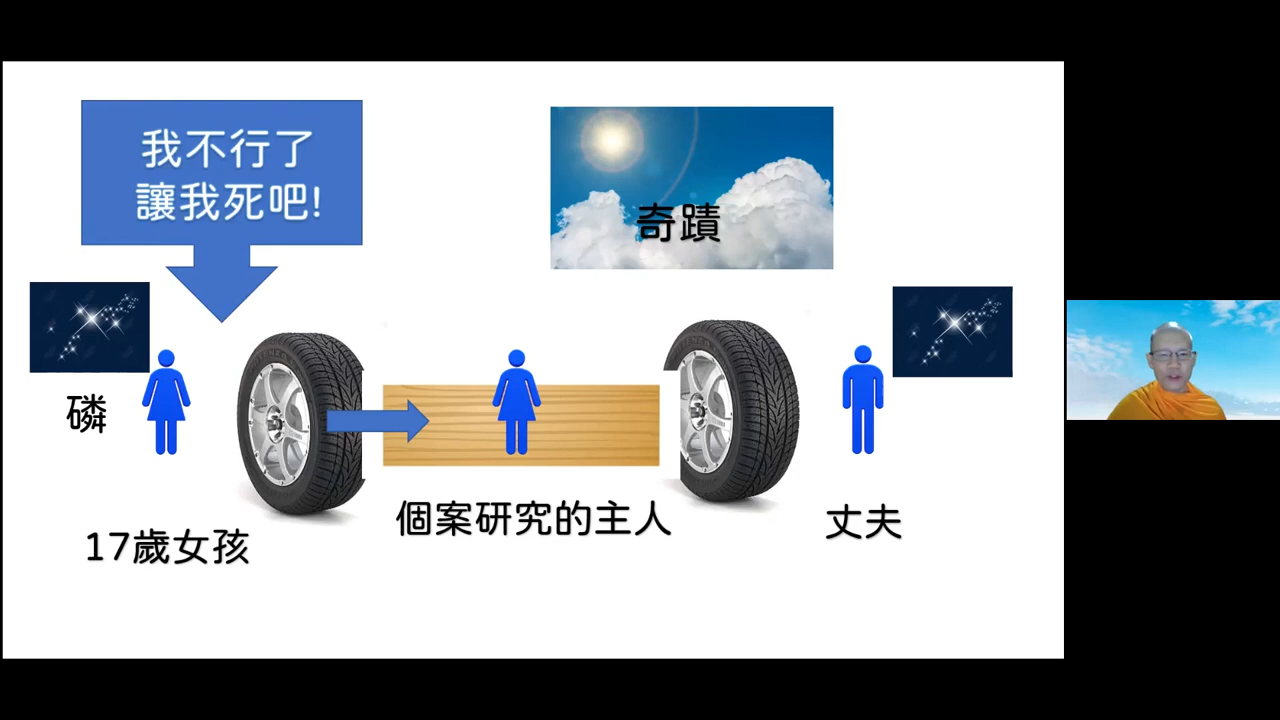 我不行了
讓我死吧!
奇蹟
磷
個案研究的主人
丈夫
17歲女孩